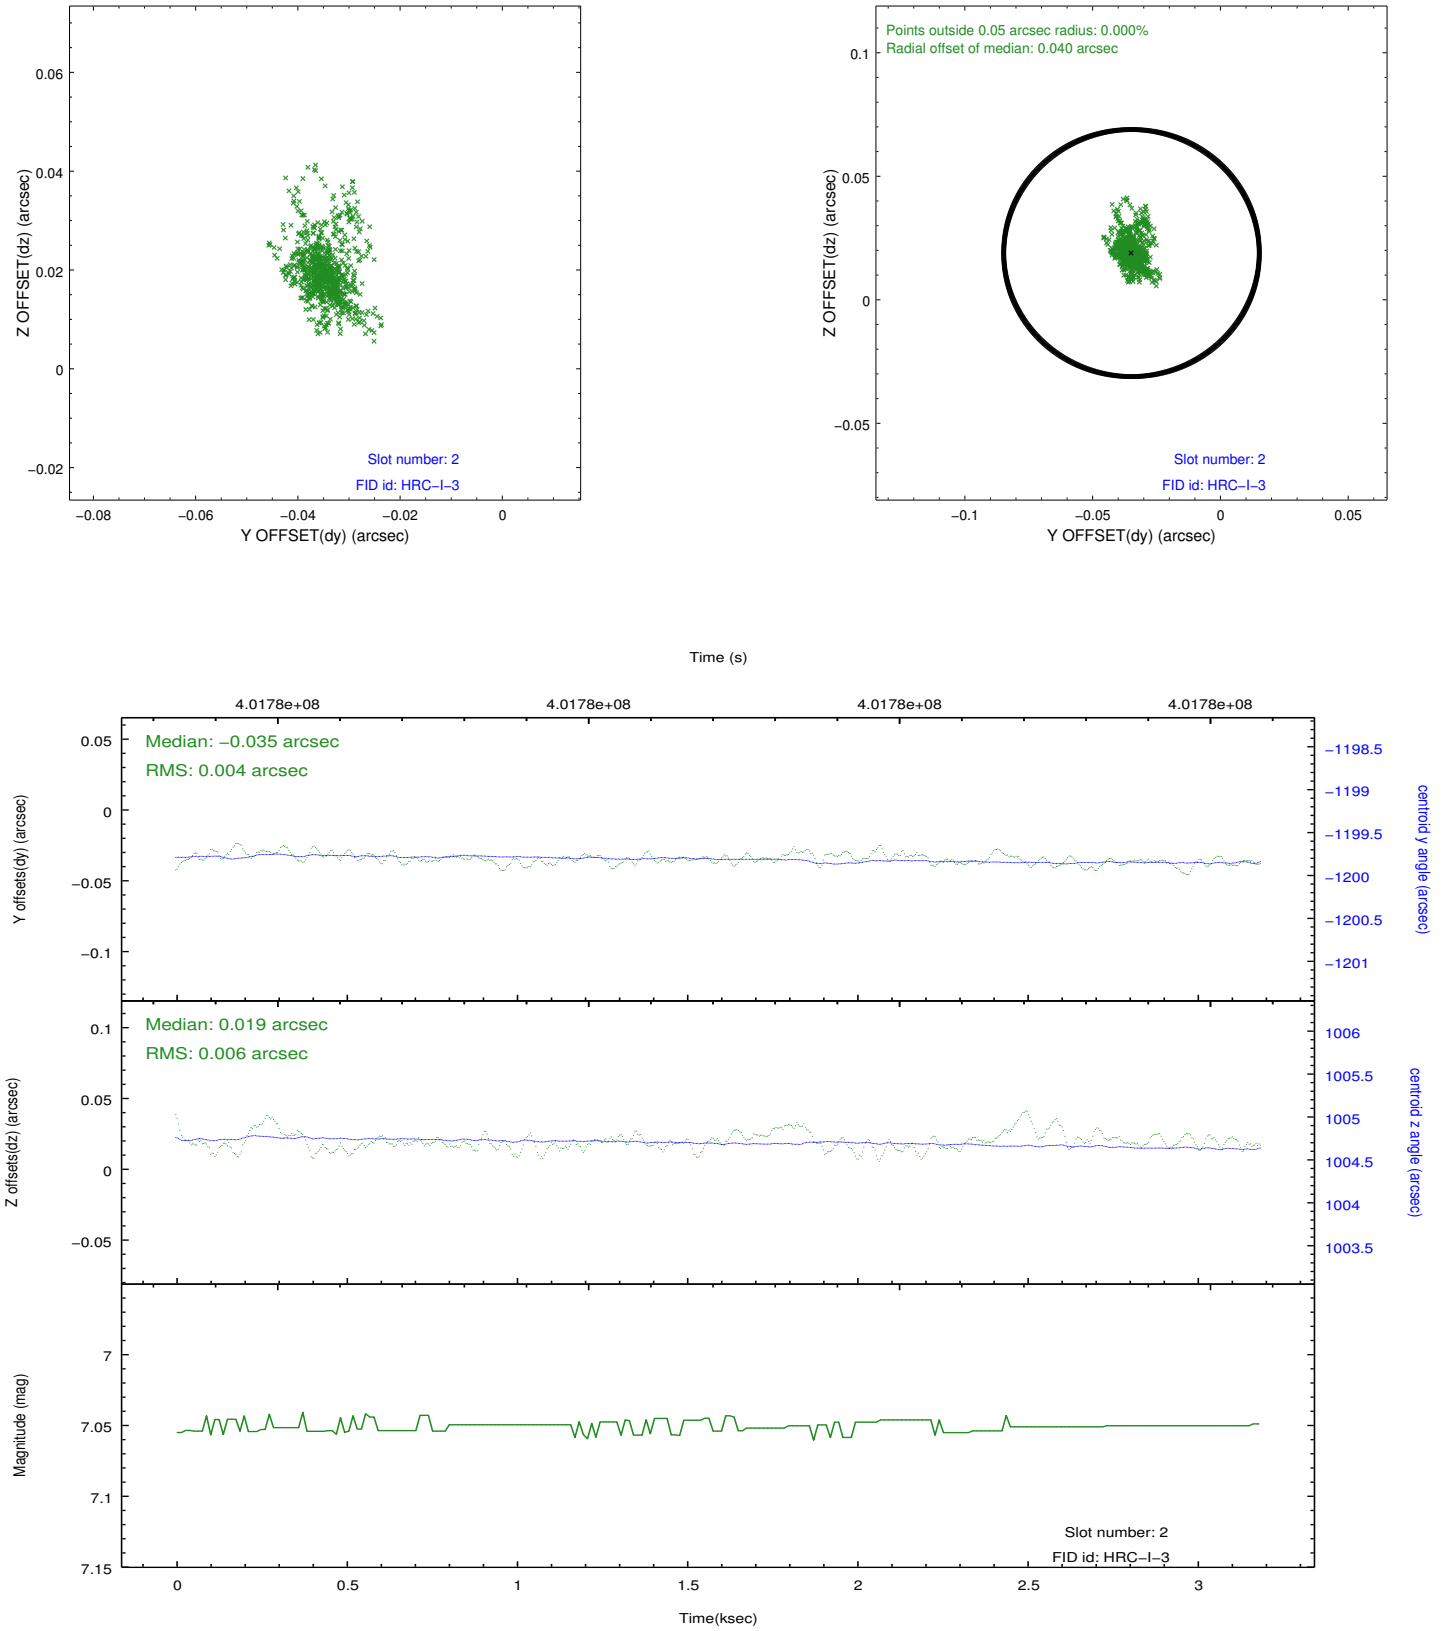 0.06
0.04
0.02
0
−0.02
Z OFFSET(dz) (arcsec)
Slot number: 2
FID id: HRC−I−3
−0.08 −0.06 −0.04 −0.02 0
Y OFFSET(dy) (arcsec)
Points outside 0.05 arcsec radius: 0.000%
Radial offset of median: 0.040 arcsec
0.1
0.05
0
−0.05
Z OFFSET(dz) (arcsec)
Slot number: 2
FID id: HRC−I−3
−0.1 −0.05 0 0.05
Y OFFSET(dy) (arcsec)
Time (s)
4.0178e+08 4.0178e+08 4.0178e+08 4.0178e+08
Median: −0.035 arcsec
RMS: 0.004 arcsec
0.05
0
−0.05
−0.1
Y offsets(dy) (arcsec)
−1198.5
−1199
−1199.5
−1200
−1200.5
−1201
centroid y angle (arcsec)
Median: 0.019 arcsec
RMS: 0.006 arcsec
0.1
0.05
0
−0.05
Z offsets(dz) (arcsec)
1006
1005.5
1005
1004.5
1004
1003.5
centroid z angle (arcsec)
7
7.05
7.1
7.15
Magnitude (mag)
Slot number: 2
FID id: HRC−I−3
0 0.5 1 1.5 2 2.5 3
Time(ksec)